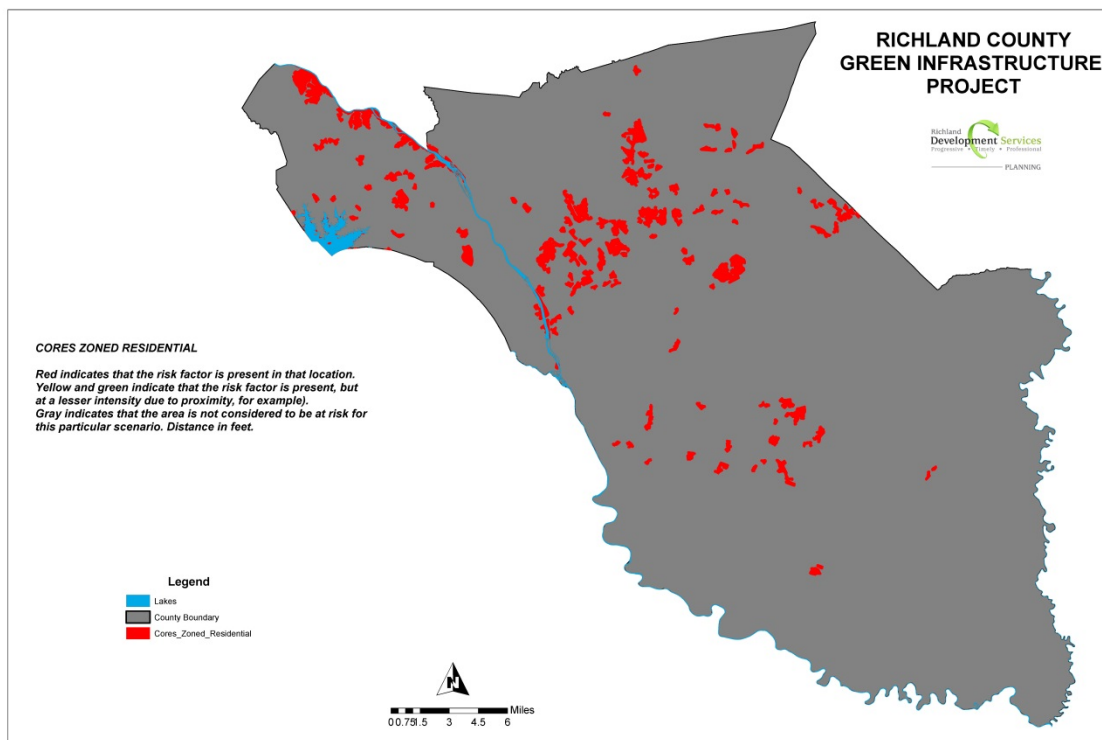 RICHLAND COUNTY
GREEN INFRASTRUCTURE
PROJECT
Richland
Development Services
Progressive • Timely • Professional
PLANNING
CORES ZONED RESIDENTIAL
Red indicates that the risk factor is present in that location.
Yellow and green indicate that the risk factor is present, but
at a lesser intensity due to proximity, for example).
Gray indicates that the area is not considered to be at risk for
this particular scenario. Distance in feet.
Legend
Lakes
County Boundary
Cores_Zoned_Residential
N
Miles
0 0.75 1.5 3 4.5 6